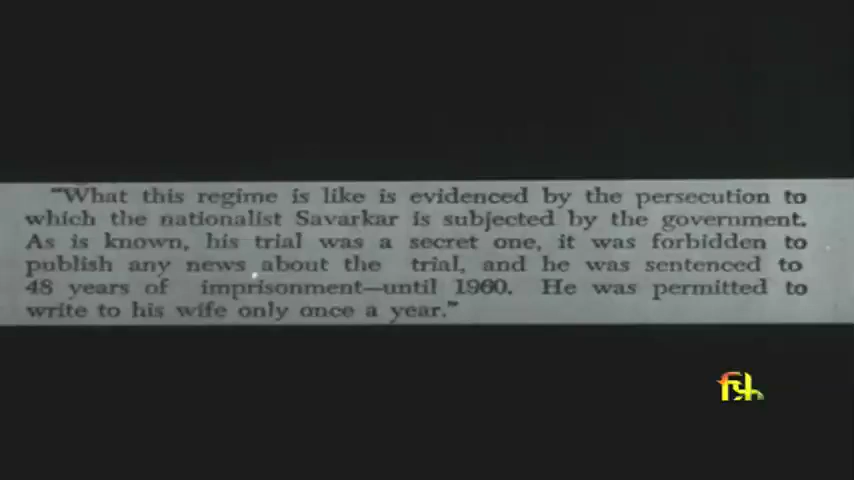 "What this regime is like is evidenced by the persecution to
which the nationalist Savarkar is subjected by the government.
As is known, his trial was a secret one, it was forbidden to
publish any news about the trial, and he was sentenced to
48 years of imprisonment—until 1960. He was permitted to
write to his wife only once a year."